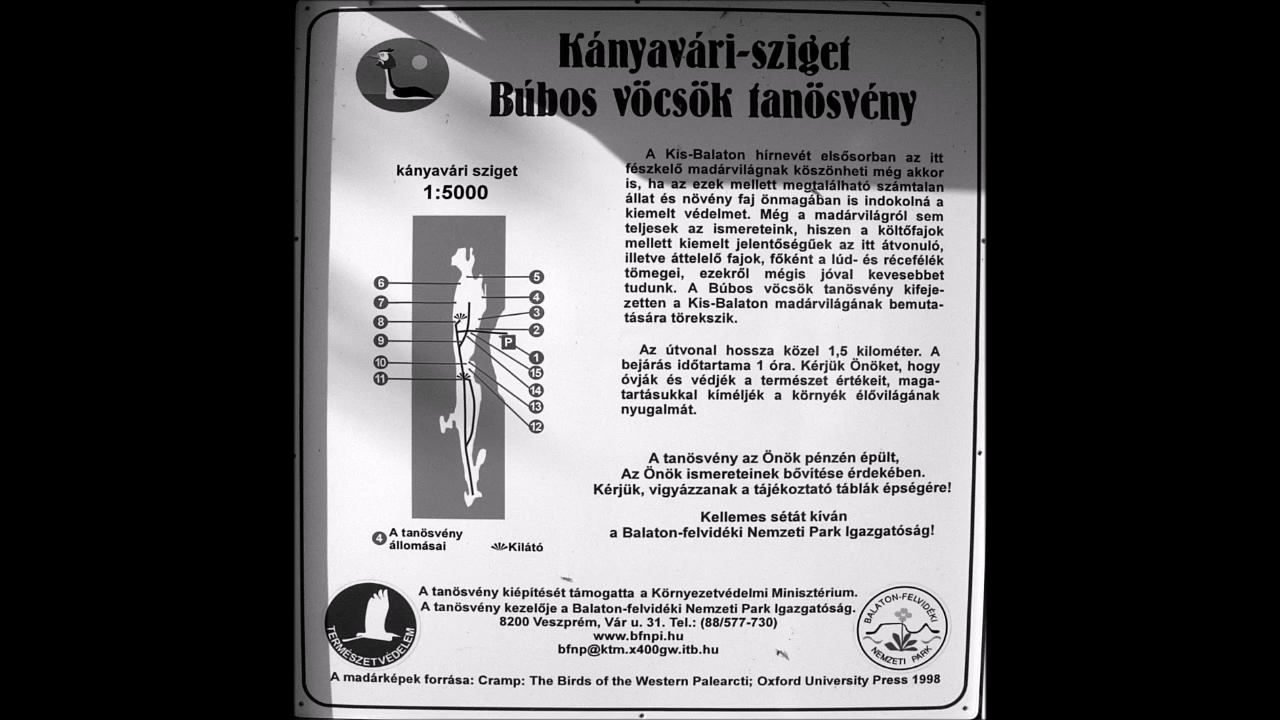 Kányavári-sziget
Búbos vöcsök tanösvény
kányavári sziget
1:5000
6
7
8
9
10
11
5
4
3
2
P
1
15
14
13
12
4 A tanösvény
állomásai
Kilátó
A Kis-Balaton hírnevét elsősorban az itt
fészkelő madárvilágnak köszönheti még akkor
is, ha az ezek mellett megtalálható számtalan
állat és növény faj önmagában is indokolná a
kiemelt védelmet. Még a madárvilágról sem
teljesek az ismereteink, hiszen a költőfajok
mellett kiemelt jelentőségűek az itt átvonuló,
illetve áttelelő fajok, főként a lúd- és récefélék
tömegei, ezekről mégis jóval kevesebbet
tudunk. A Búbos vöcsök tanösvény kifeje-
zetten a Kis-Balaton madárvilágának bemuta-
tására törekszik.
Az útvonal hossza közel 1,5 kilométer. A
bejárás időtartama 1 óra. Kérjük Önöket, hogy
óvják és védjék a természet értékeit, maga-
tartásukkal kíméljék a környék élővilágának
nyugalmát.
A tanösvény az Önök pénzén épült,
Az Önök ismereteinek bővítése érdekében.
Kérjük, vigyázzanak a tájékoztató táblák épségére!
Kellemes sétát kíván
a Balaton-felvidéki Nemzeti Park Igazgatóság!
A tanösvény kiépítését támogatta a Környezetvédelmi Minisztérium.
A tanösvény kezelője a Balaton-felvidéki Nemzeti Park Igazgatóság.
8200 Veszprém, Vár u. 31. Tel.: (88/577-730)
www.bfnpi.hu
bfnp@ktm.x400gw.itb.hu
TERMÉSZETVÉDELEM
BALATON-FELVIDÉKI
NEMZETI PARK
A madárképek forrása: Cramp: The Birds of the Western Palearcti; Oxford University Press 1998